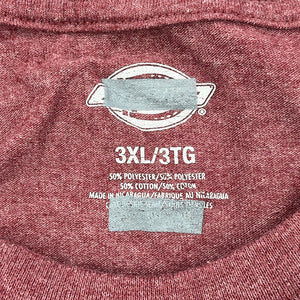 ®
3XL/3TG
50% POLYESTER/50% POLYESTER
50% COTTON/50% COTON
MADE IN NICARAGUA/FABRIQUÉ AU NICARAGUA